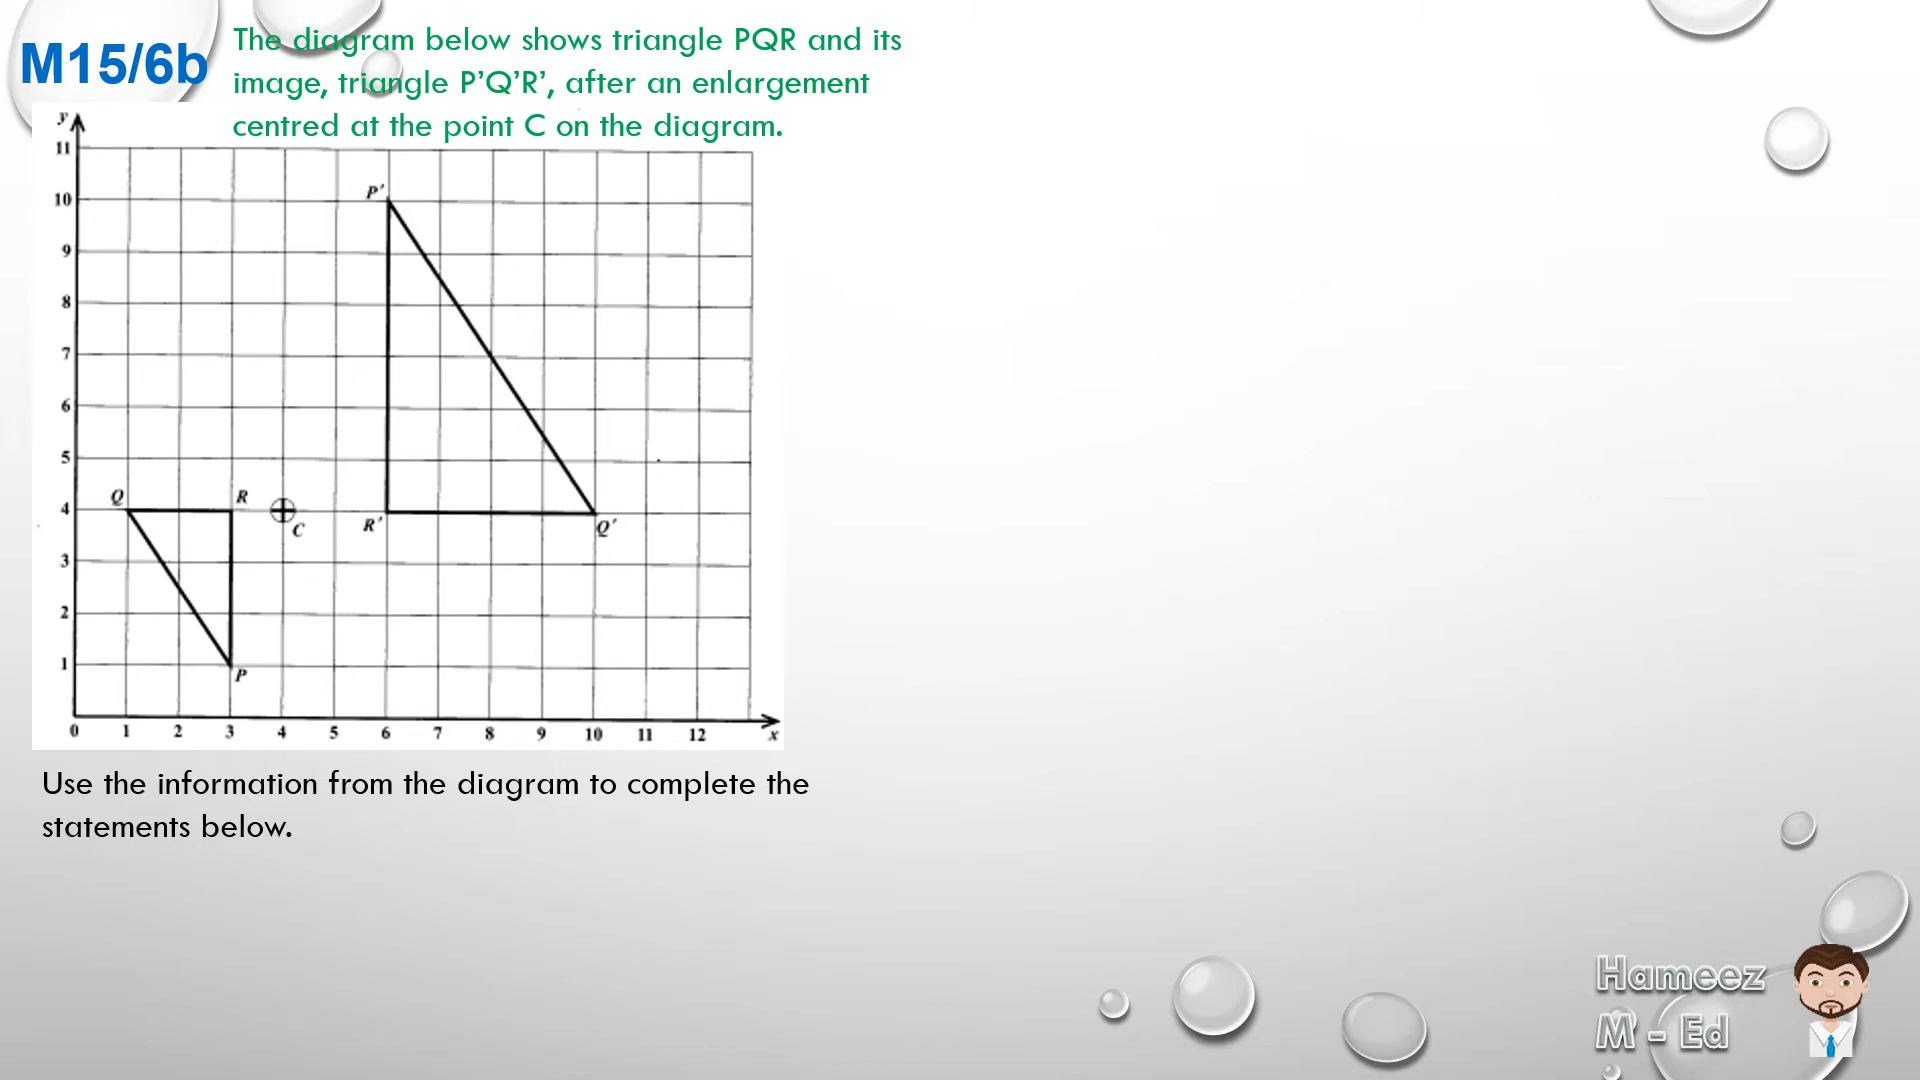 M15/6b
The diagram below shows triangle PQR and its
image, triangle P’Q’R’, after an enlargement
centred at the point C on the diagram.
y
11
10
9
8
7
6
5
4
3
2
1
P′
Q
R
C
R′
Q′
P
0 1 2 3 4 5 6 7 8 9 10 11 12 x
Use the information from the diagram to complete the
statements below.
Hameez
M - Ed